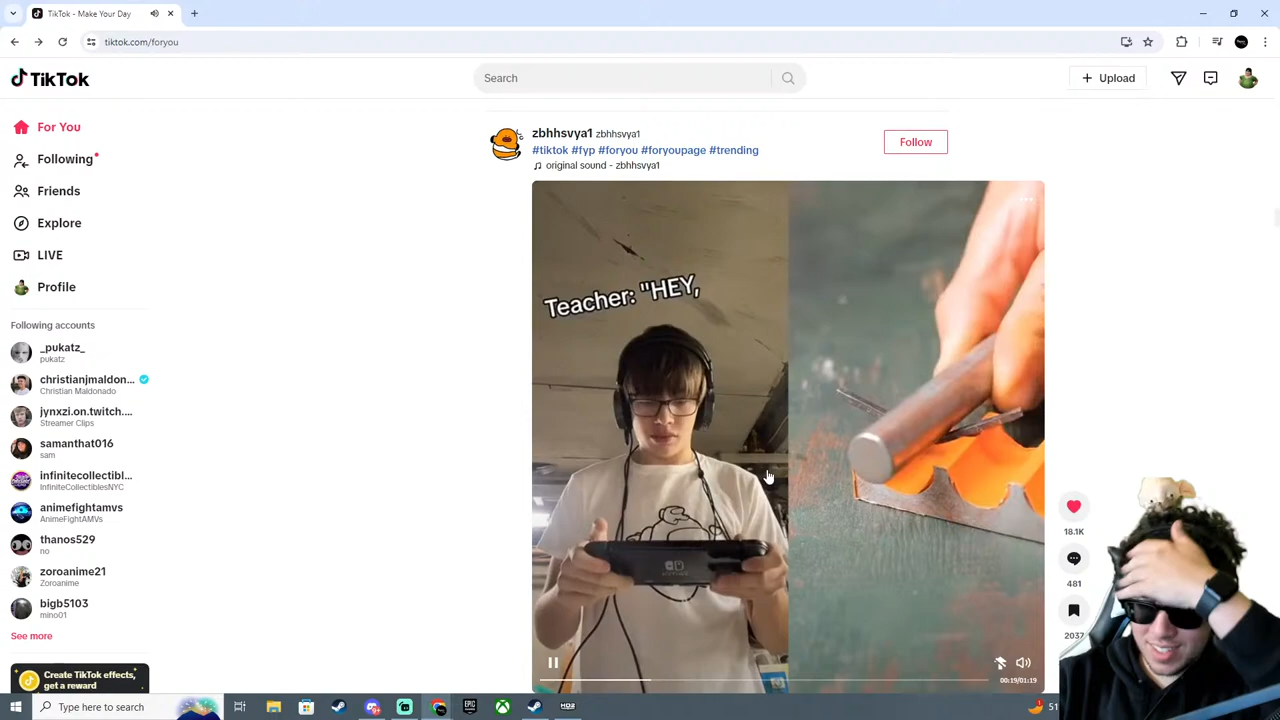 TikTok - Make Your Day
tiktok.com/foryou
TikTok
Search
Upload
For You
Following
Friends
Explore
LIVE
Profile
Following accounts
_pukatz_
pukatz
christianjmaldon...
Christian Maldonado
jynxzi.on.twitch....
Streamer Clips
samanthat016
sam
infinitecollectibl...
InfiniteCollectiblesNYC
animefightamvs
AnimeFightAMVs
thanos529
no
zoroanime21
Zoroanime
bigb5103
mino01
See more
Create TikTok effects,
get a reward
zbhhsvya1 zbhhsvya1
#tiktok #fyp #foryou #foryoupage #trending
original sound - zbhhsvya1
Follow
Teacher: "HEY,
18.1K
481
2037
00:19/01:19
Type here to search
51